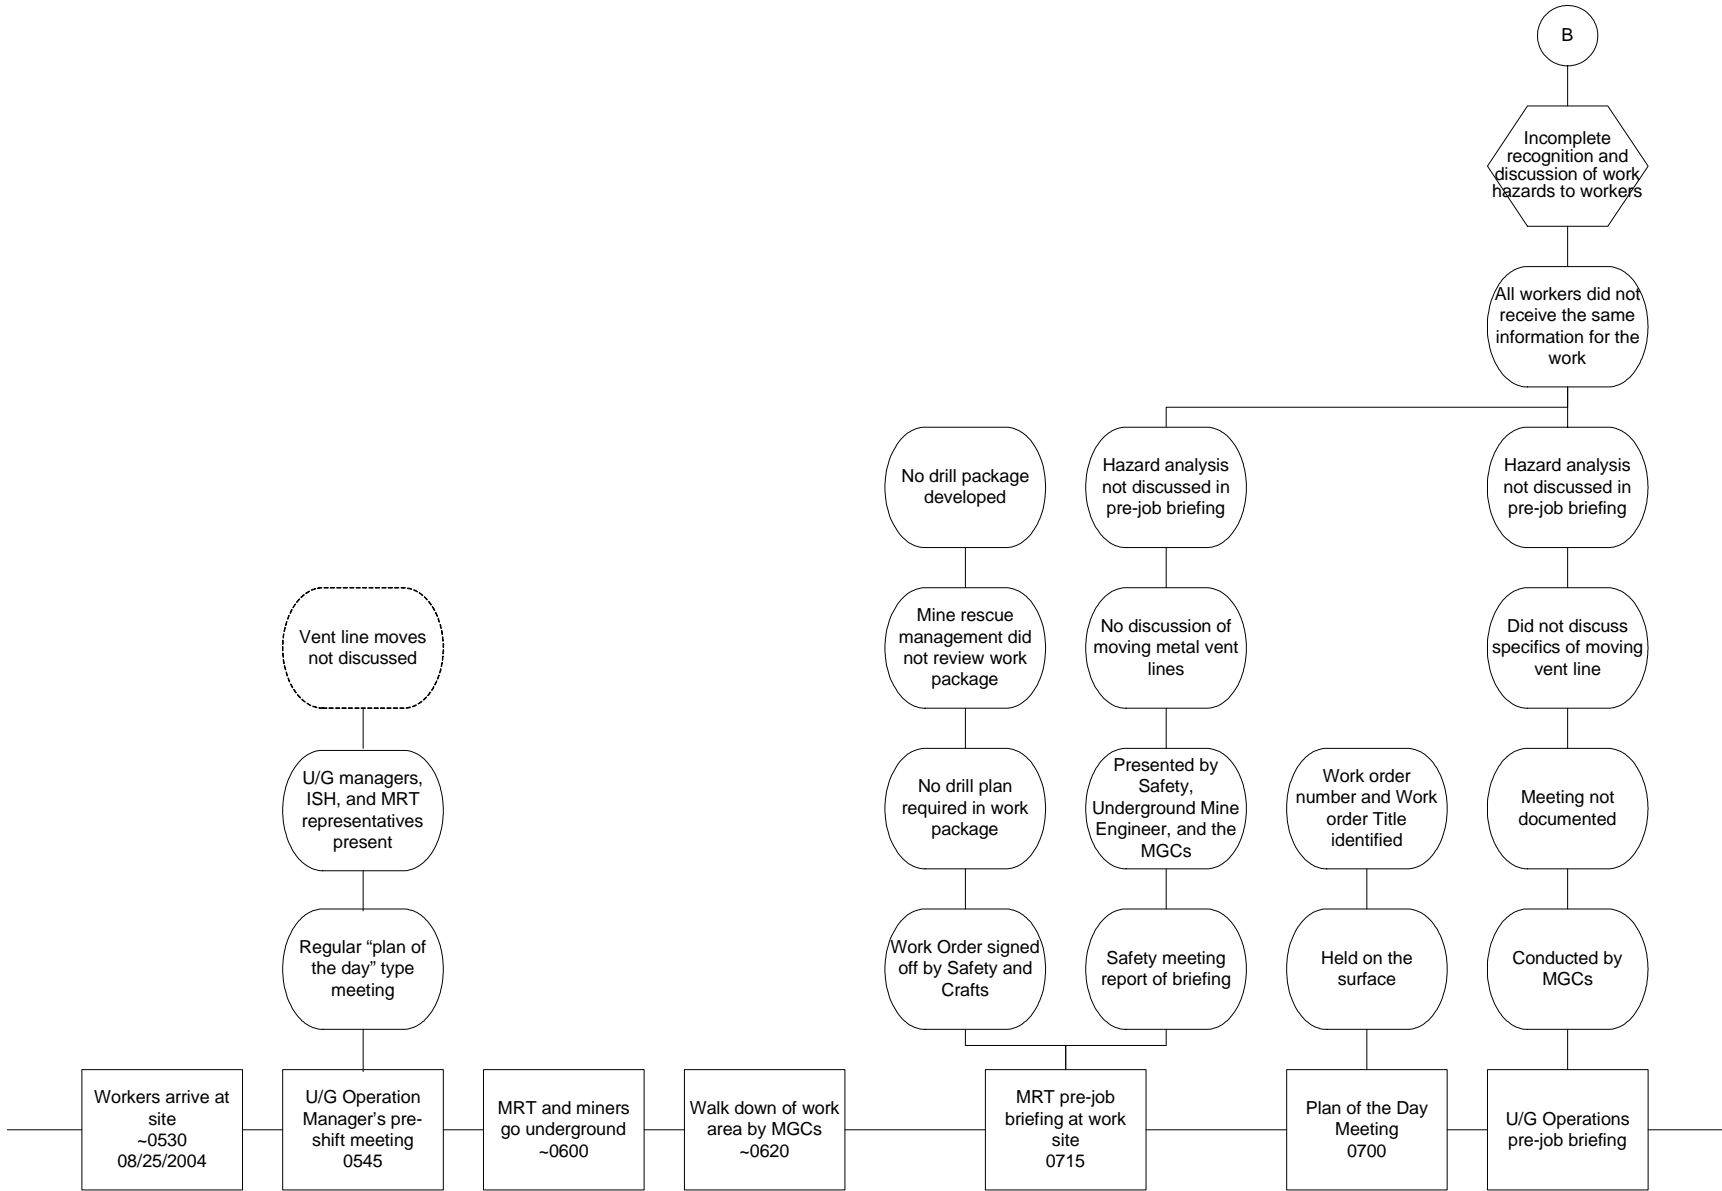 B
Incomplete
recognition and
discussion of work
hazards to workers
All workers did not
receive the same
information for the
work
No drill package
developed
Hazard analysis
not discussed in
pre-job briefing
Hazard analysis
not discussed in
pre-job briefing
Vent line moves
not discussed
Mine rescue
management did
not review work
package
No discussion of
moving metal vent
lines
Did not discuss
specifics of moving
vent line
U/G managers,
ISH, and MRT
representatives
present
No drill plan
required in work
package
Presented by
Safety,
Underground Mine
Engineer, and the
MGCs
Work order
number and Work
order Title
identified
Meeting not
documented
Regular “plan of
the day” type
meeting
Work Order signed
off by Safety and
Crafts
Safety meeting
report of briefing
Held on the
surface
Conducted by
MGCs
Workers arrive at
site
~0530
08/25/2004
U/G Operation
Manager’s pre-
shift meeting
0545
MRT and miners
go underground
~0600
Walk down of work
area by MGCs
~0620
MRT pre-job
briefing at work
site
0715
Plan of the Day
Meeting
0700
U/G Operations
pre-job briefing